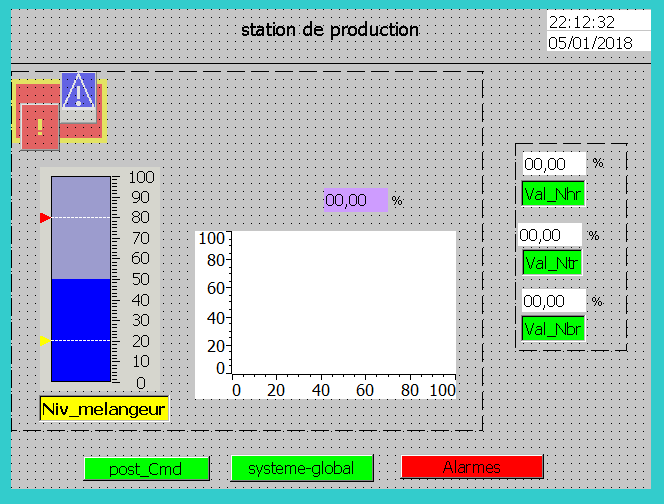 station de production
22:12:32
05/01/2018
!
!
00,00 %
Val_Nhr
00,00 %
Val_Ntr
00,00 %
Val_Nbr
100
90
80
70
60
50
40
30
20
10
0
Niv_melangeur
00,00 %
100
80
60
40
20
0
0 20 40 60 80 100
post_Cmd
systeme-global
Alarmes